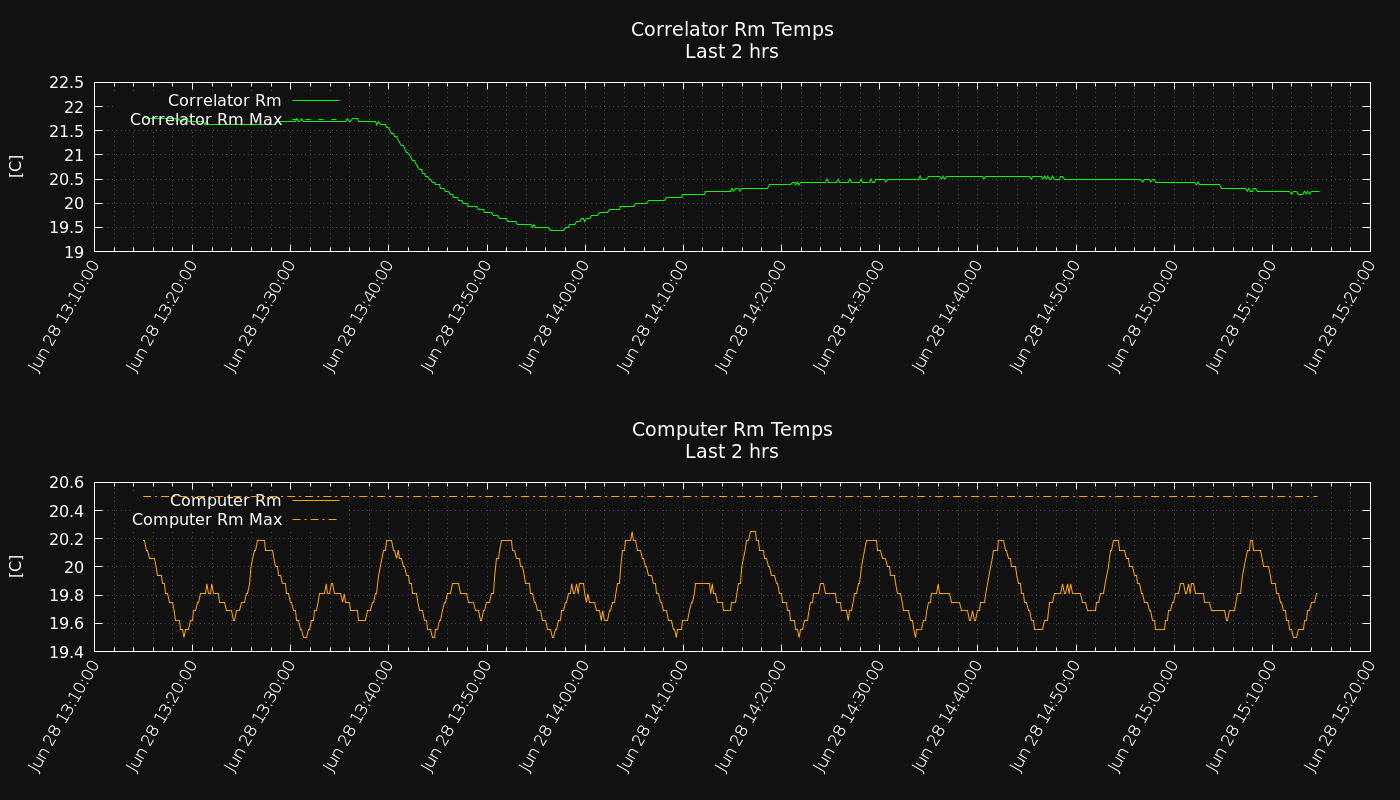 Correlator Rm Temps
Last 2 hrs
22.5
22
21.5
21
20.5
20
19.5
19
[C]
Correlator Rm
Correlator Rm Max
Jun 28 13:10:00
Jun 28 13:20:00
Jun 28 13:30:00
Jun 28 13:40:00
Jun 28 13:50:00
Jun 28 14:00:00
Jun 28 14:10:00
Jun 28 14:20:00
Jun 28 14:30:00
Jun 28 14:40:00
Jun 28 14:50:00
Jun 28 15:00:00
Jun 28 15:10:00
Jun 28 15:20:00
Computer Rm Temps
Last 2 hrs
20.6
20.4
20.2
20
19.8
19.6
19.4
[C]
Computer Rm
Computer Rm Max
Jun 28 13:10:00
Jun 28 13:20:00
Jun 28 13:30:00
Jun 28 13:40:00
Jun 28 13:50:00
Jun 28 14:00:00
Jun 28 14:10:00
Jun 28 14:20:00
Jun 28 14:30:00
Jun 28 14:40:00
Jun 28 14:50:00
Jun 28 15:00:00
Jun 28 15:10:00
Jun 28 15:20:00